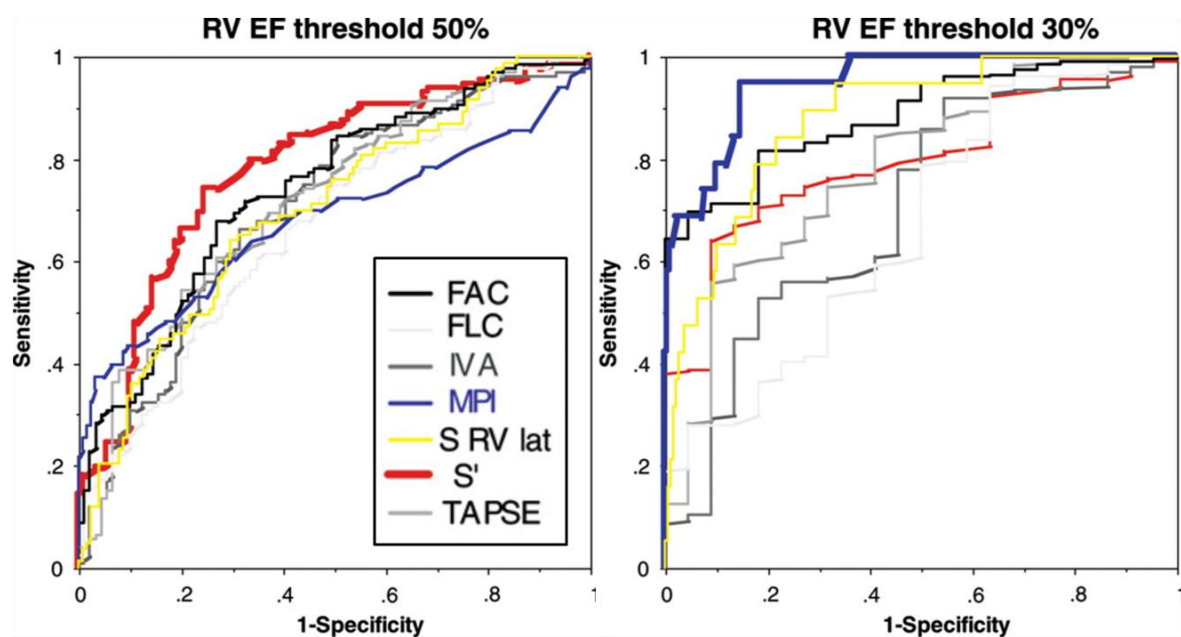 RV EF threshold 50%
Sensitivity
1
.8
.6
.4
.2
0
0
.2
.4
.6
.8
1
1-Specificity
FAC
FLC
IVA
MPI
S RV lat
S'
TAPSE
RV EF threshold 30%
Sensitivity
1
.8
.6
.4
.2
0
0
.2
.4
.6
.8
1
1-Specificity